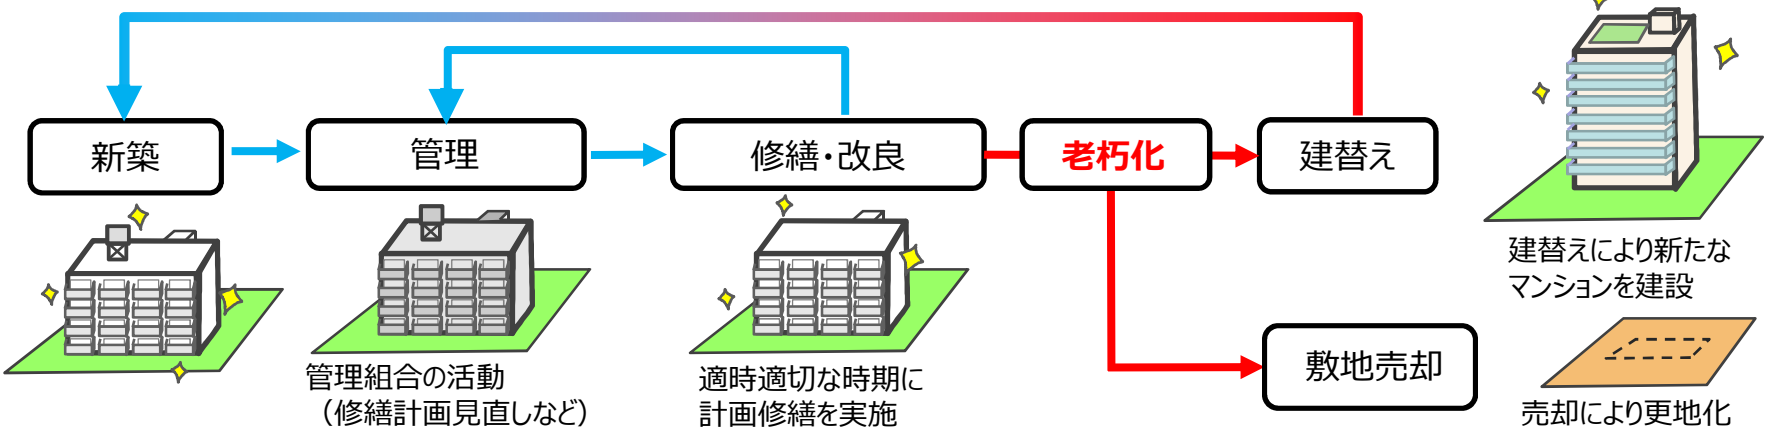 新築
管理
修繕・改良
老朽化
建替え
建替えにより新たな
マンションを建設
管理組合の活動
（修繕計画見直しなど）
適時適切な時期に
計画修繕を実施
敷地売却
売却により更地化